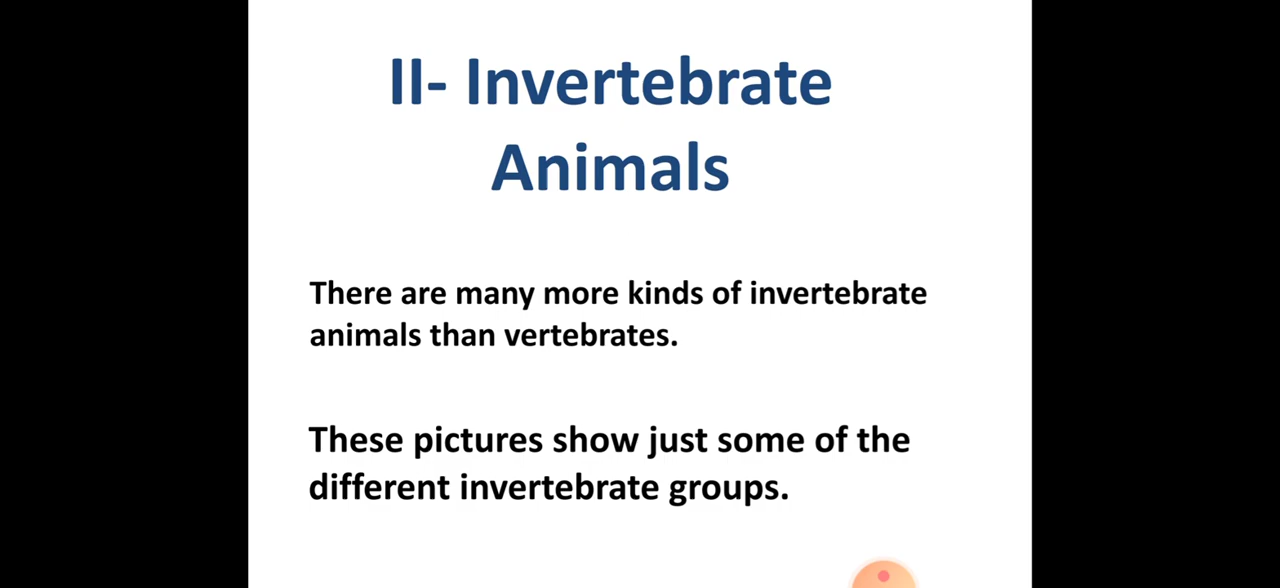 II- Invertebrate
Animals
There are many more kinds of invertebrate
animals than vertebrates.
These pictures show just some of the
different invertebrate groups.